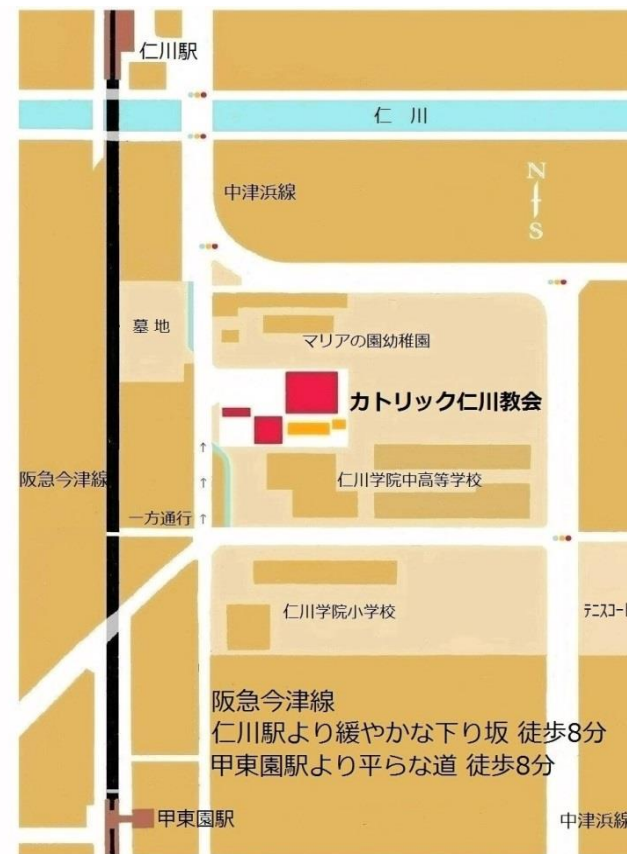 仁川駅
仁 川
N
S
中津浜線
墓 地
マリアの園幼稚園
カトリック仁川教会
阪急今津線
仁川学院中高等学校
一方通行
仁川学院小学校
テニスコート
阪急今津線
仁川駅より緩やかな下り坂 徒歩8分
甲東園駅より平らな道 徒歩8分
甲東園駅
中津浜線